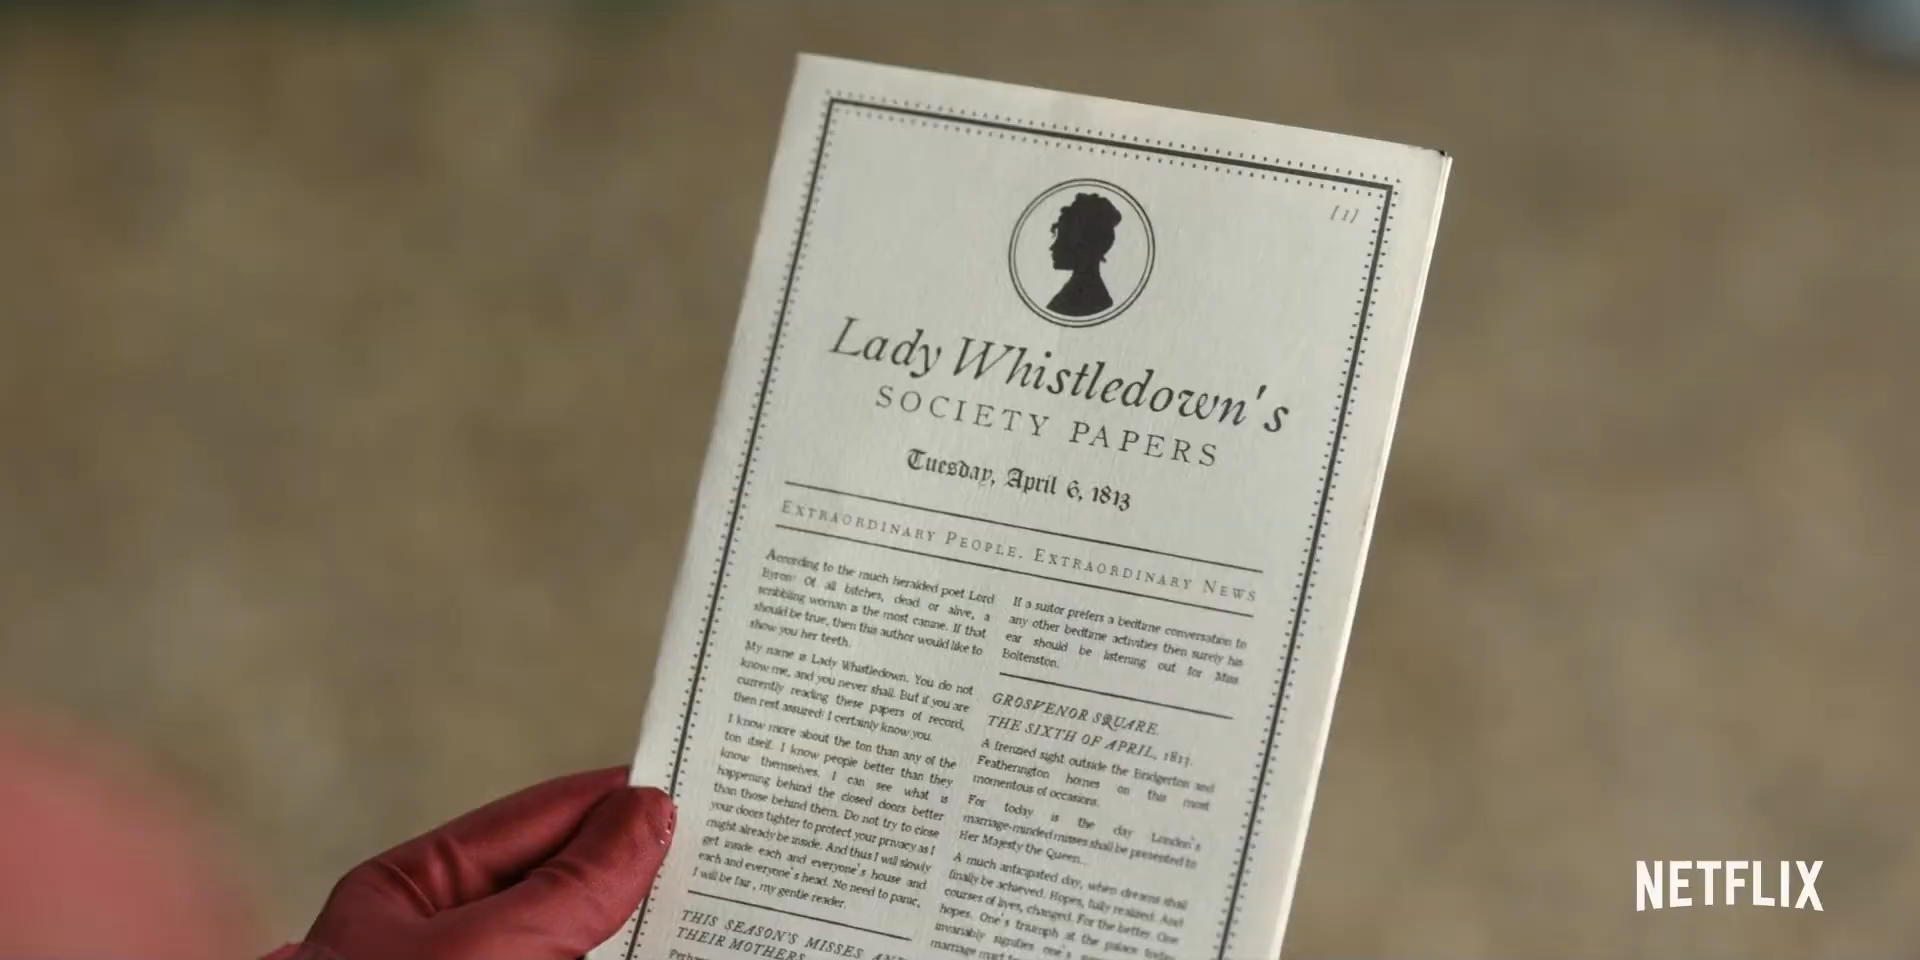 [1]
Lady Whistledown's
SOCIETY PAPERS
Tuesday, April 6, 1813
EXTRAORDINARY PEOPLE. EXTRAORDINARY NEWS
According to the much heralded poet Lord
Byron: Of all bitches, dead or alive, a
scribbling woman is the most canine. If that
should be true, then this author would like to
show you her teeth.
My name is Lady Whistledown. You do not
know me, and you never shall. But if you are
currently reading these papers of record,
then rest assured: I certainly know you.
I know more about the ton than any of the
ton itself. I know people better than they
know themselves. I can see what is
happening behind the closed doors better
than those behind them. Do not try to close
your doors tighter to protect your privacy as I
might already be inside. And thus I will slowly
get inside each and everyone's house and
each and everyone's head. No need to panic,
I will be fair, my gentle reader.
THIS SEASON'S MISSES AND
THEIR MOTHERS
If a suitor prefers a bedtime conversation to
any other bedtime activities then surely his
ear should be listening out for Miss
Boltenston.
GROSVENOR SQUARE.
THE SIXTH OF APRIL, 1813.
A frenzied sight outside the Bridgerton and
Featherington homes on this most
momentous of occasions.
For today is the day London's
marriage-minded misses shall be presented to
Her Majesty the Queen...
A much anticipated day, when dreams shall
finally be achieved. Hopes, fully realized. And
courses of lives, changed. For the better. One
hopes. One's triumph at the palace today
invariably signifies one's
marriage mart
NETFLIX